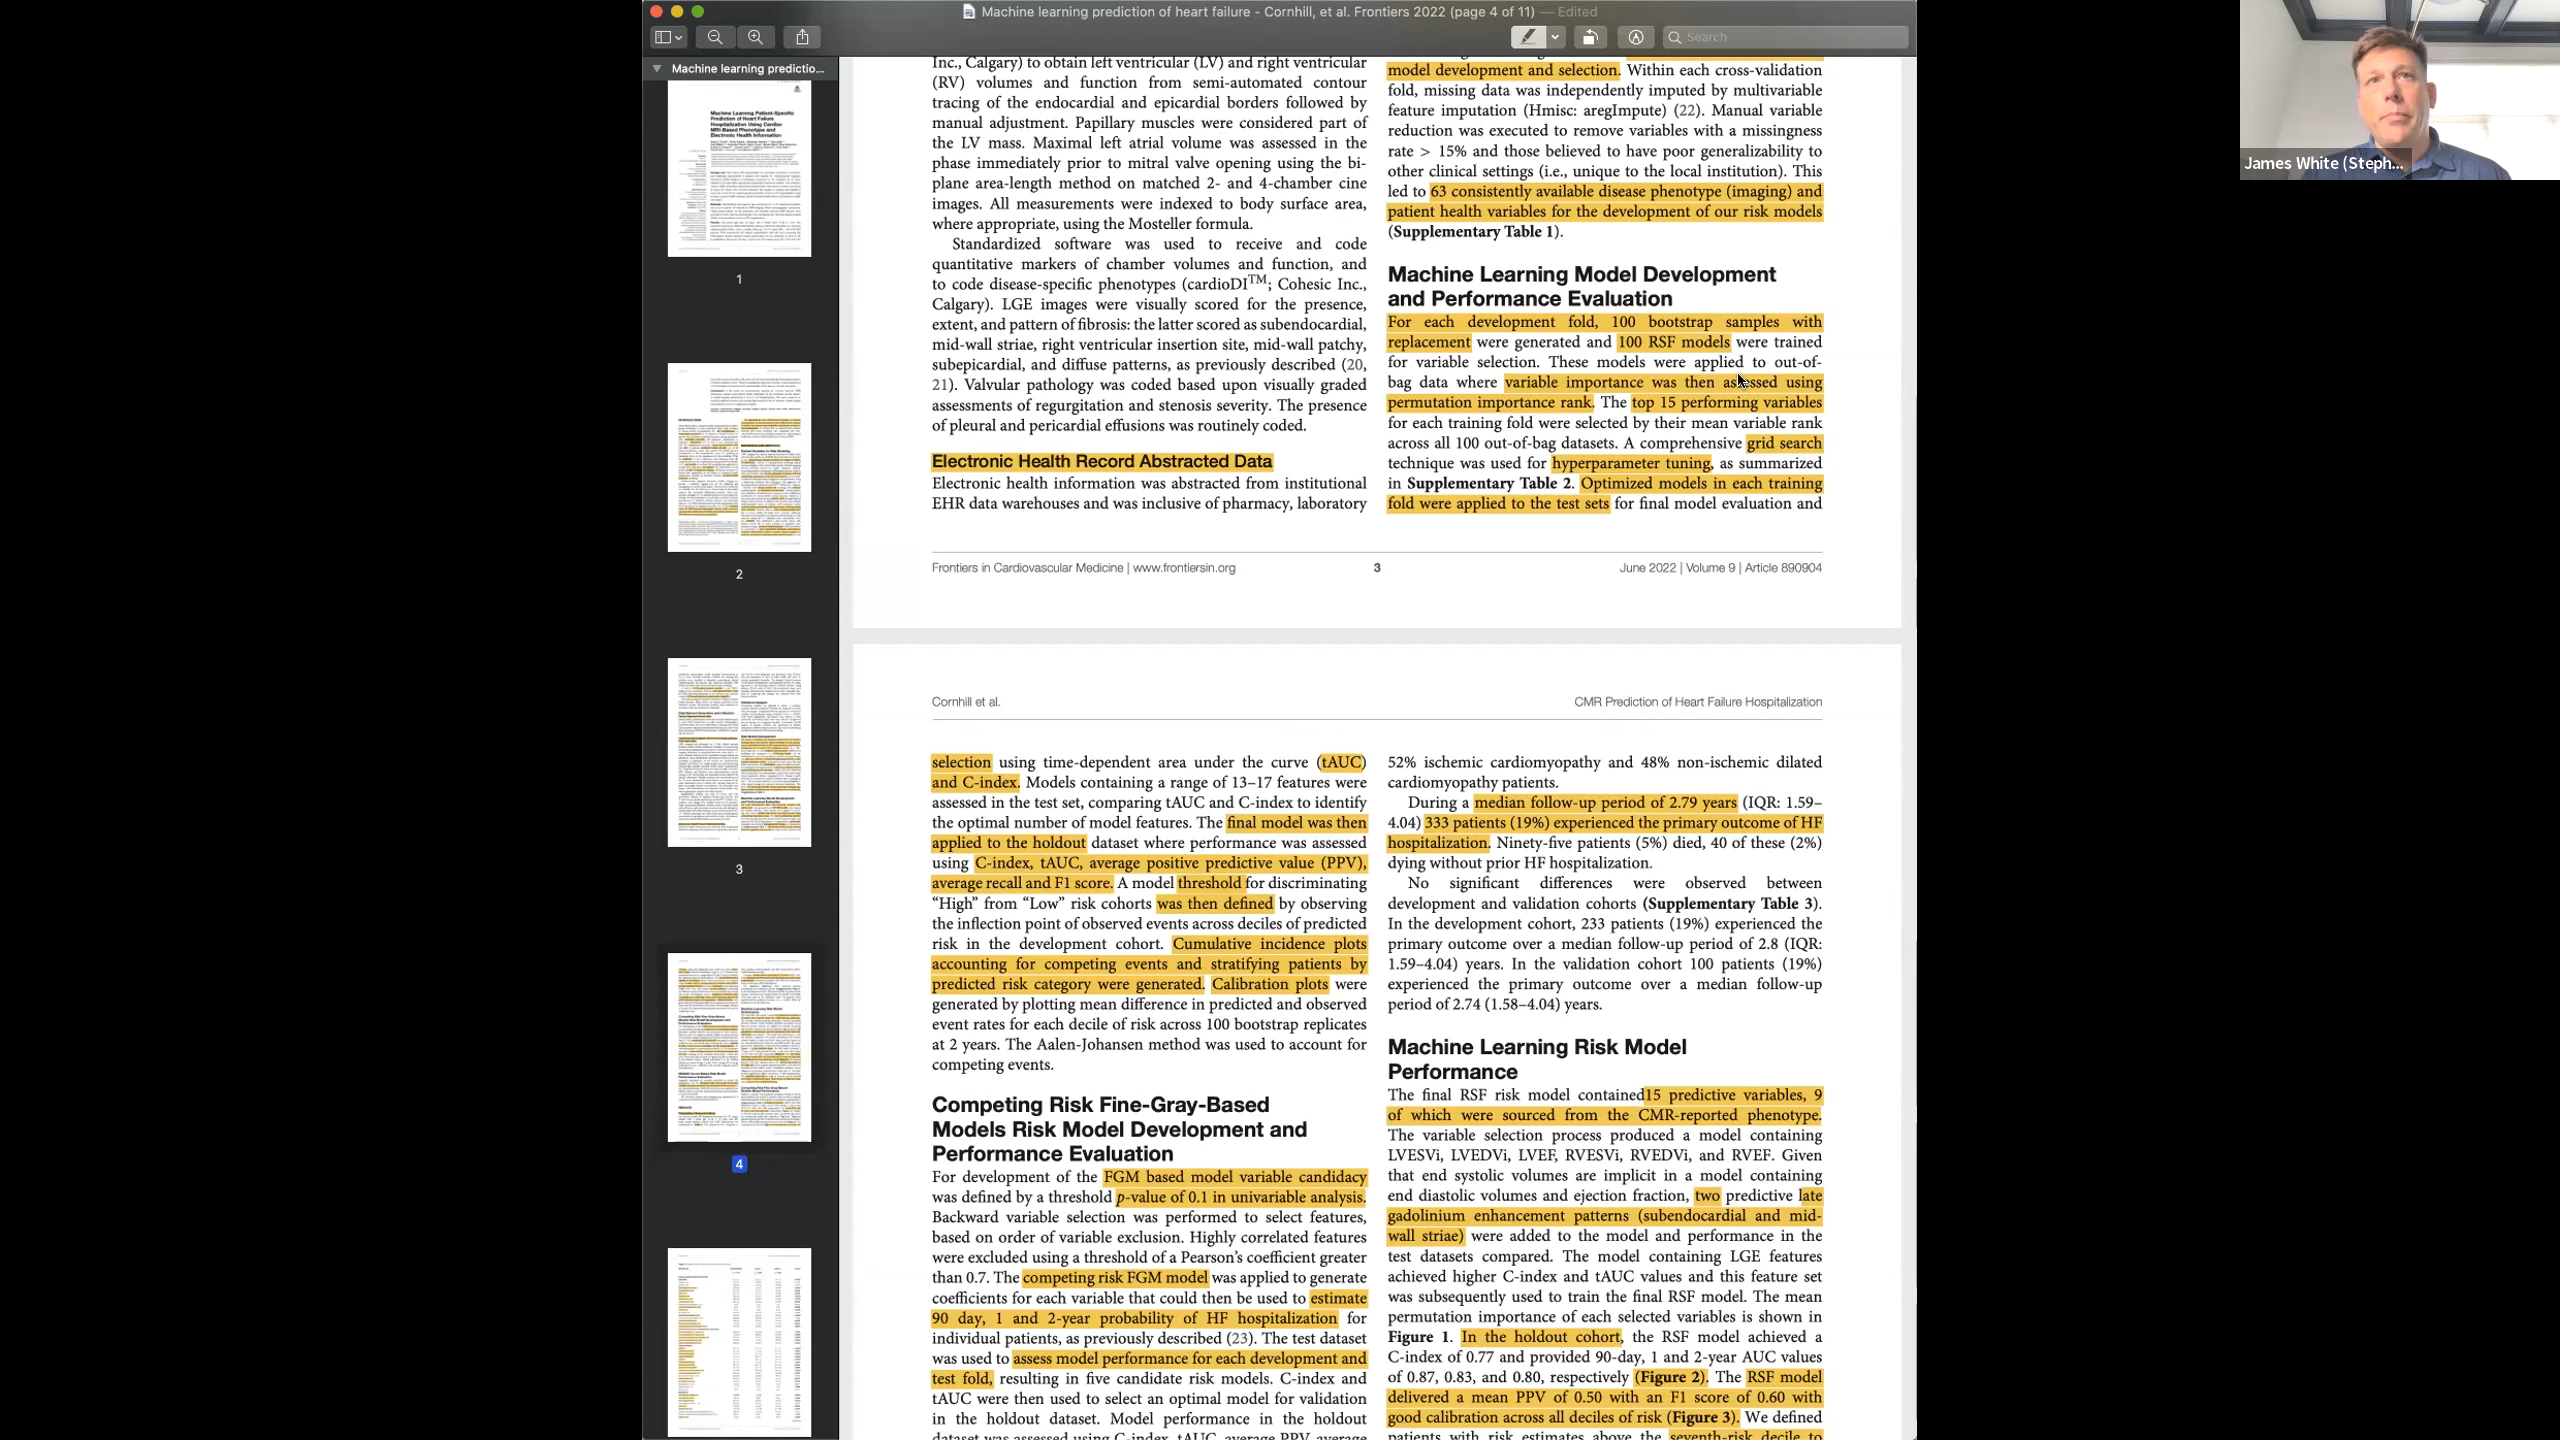 Machine learning prediction of heart failure - Cornhill, et al. Frontiers 2022 (page 4 of 11) — Edited
Search
Machine learning predictio...
Machine Learning Patient-Specific
Prediction of Heart Failure
Hospitalization Using Cardiac
MRI-Based Phenotype and
Electronic Health Information
1
2
3
4
Inc., Calgary) to obtain left ventricular (LV) and right ventricular
(RV) volumes and function from semi-automated contour
tracing of the endocardial and epicardial borders followed by
manual adjustment. Papillary muscles were considered part of
the LV mass. Maximal left atrial volume was assessed in the
phase immediately prior to mitral valve opening using the bi-
plane area-length method on matched 2- and 4-chamber cine
images. All measurements were indexed to body surface area,
where appropriate, using the Mosteller formula.
Standardized software was used to receive and code
quantitative markers of chamber volumes and function, and
to code disease-specific phenotypes (cardioDI™; Cohesic Inc.,
Calgary). LGE images were visually scored for the presence,
extent, and pattern of fibrosis: the latter scored as subendocardial,
mid-wall striae, right ventricular insertion site, mid-wall patchy,
subepicardial, and diffuse patterns, as previously described (20,
21). Valvular pathology was coded based upon visually graded
assessments of regurgitation and stenosis severity. The presence
of pleural and pericardial effusions was routinely coded.
Electronic Health Record Abstracted Data
Electronic health information was abstracted from institutional
EHR data warehouses and was inclusive of pharmacy, laboratory
model development and selection. Within each cross-validation
fold, missing data was independently imputed by multivariable
feature imputation (Hmisc: aregImpute) (22). Manual variable
reduction was executed to remove variables with a missingness
rate > 15% and those believed to have poor generalizability to
other clinical settings (i.e., unique to the local institution). This
led to 63 consistently available disease phenotype (imaging) and
patient health variables for the development of our risk models
(Supplementary Table 1).
Machine Learning Model Development
and Performance Evaluation
For each development fold, 100 bootstrap samples with
replacement were generated and 100 RSF models were trained
for variable selection. These models were applied to out-of-
bag data where variable importance was then assessed using
permutation importance rank. The top 15 performing variables
for each training fold were selected by their mean variable rank
across all 100 out-of-bag datasets. A comprehensive grid search
technique was used for hyperparameter tuning, as summarized
in Supplementary Table 2. Optimized models in each training
fold were applied to the test sets for final model evaluation and
Frontiers in Cardiovascular Medicine | www.frontiersin.org
3
June 2022 | Volume 9 | Article 890904
Cornhill et al.
CMR Prediction of Heart Failure Hospitalization
selection using time-dependent area under the curve (tAUC)
and C-index. Models containing a range of 13–17 features were
assessed in the test set, comparing tAUC and C-index to identify
the optimal number of model features. The final model was then
applied to the holdout dataset where performance was assessed
using C-index, tAUC, average positive predictive value (PPV),
average recall and F1 score. A model threshold for discriminating
“High” from “Low” risk cohorts was then defined by observing
the inflection point of observed events across deciles of predicted
risk in the development cohort. Cumulative incidence plots
accounting for competing events and stratifying patients by
predicted risk category were generated. Calibration plots were
generated by plotting mean difference in predicted and observed
event rates for each decile of risk across 100 bootstrap replicates
at 2 years. The Aalen-Johansen method was used to account for
competing events.
Competing Risk Fine-Gray-Based
Models Risk Model Development and
Performance Evaluation
For development of the FGM based model variable candidacy
was defined by a threshold p-value of 0.1 in univariable analysis.
Backward variable selection was performed to select features,
based on order of variable exclusion. Highly correlated features
were excluded using a threshold of a Pearson’s coefficient greater
than 0.7. The competing risk FGM model was applied to generate
coefficients for each variable that could then be used to estimate
90 day, 1 and 2-year probability of HF hospitalization for
individual patients, as previously described (23). The test dataset
was used to assess model performance for each development and
test fold, resulting in five candidate risk models. C-index and
tAUC were then used to select an optimal model for validation
in the holdout dataset. Model performance in the holdout
dataset was assessed using C-index, tAUC, average PPV, average
52% ischemic cardiomyopathy and 48% non-ischemic dilated
cardiomyopathy patients.
During a median follow-up period of 2.79 years (IQR: 1.59–
4.04) 333 patients (19%) experienced the primary outcome of HF
hospitalization. Ninety-five patients (5%) died, 40 of these (2%)
dying without prior HF hospitalization.
No significant differences were observed between
development and validation cohorts (Supplementary Table 3).
In the development cohort, 233 patients (19%) experienced the
primary outcome over a median follow-up period of 2.8 (IQR:
1.59–4.04) years. In the validation cohort 100 patients (19%)
experienced the primary outcome over a median follow-up
period of 2.74 (1.58–4.04) years.
Machine Learning Risk Model
Performance
The final RSF risk model contained 15 predictive variables, 9
of which were sourced from the CMR-reported phenotype.
The variable selection process produced a model containing
LVESVi, LVEDVi, LVEF, RVESVi, RVEDVi, and RVEF. Given
that end systolic volumes are implicit in a model containing
end diastolic volumes and ejection fraction, two predictive late
gadolinium enhancement patterns (subendocardial and mid-
wall striae) were added to the model and performance in the
test datasets compared. The model containing LGE features
achieved higher C-index and tAUC values and this feature set
was subsequently used to train the final RSF model. The mean
permutation importance of each selected variables is shown in
Figure 1. In the holdout cohort, the RSF model achieved a
C-index of 0.77 and provided 90-day, 1 and 2-year AUC values
of 0.87, 0.83, and 0.80, respectively (Figure 2). The RSF model
delivered a mean PPV of 0.50 with an F1 score of 0.60 with
good calibration across all deciles of risk (Figure 3). We defined
patients with risk estimates above the seventh-risk decile to
James White (Steph...